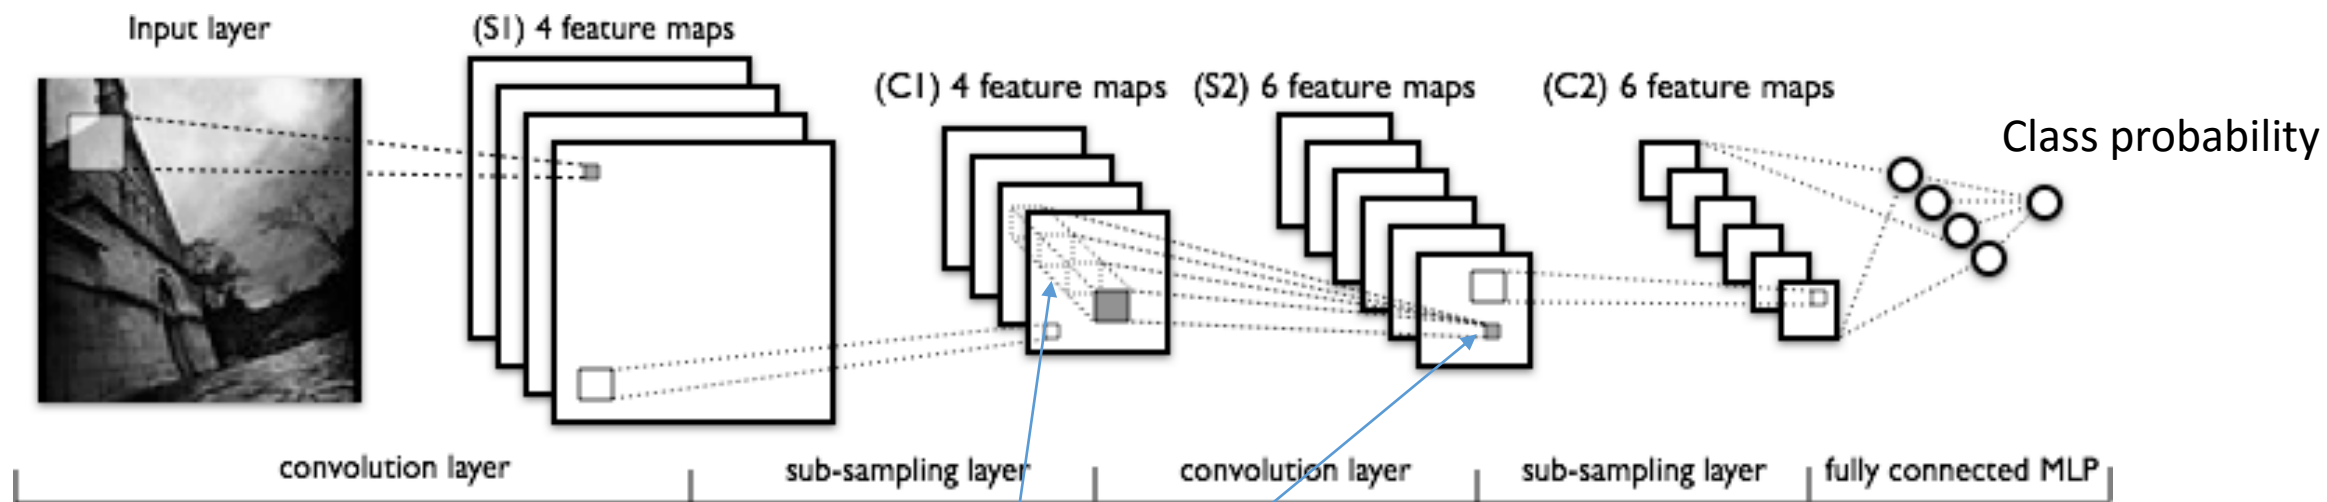 Input layer
(S1) 4 feature maps
(C1) 4 feature maps
(S2) 6 feature maps
(C2) 6 feature maps
Class probability
convolution layer
sub-sampling layer
convolution layer
sub-sampling layer
fully connected MLP